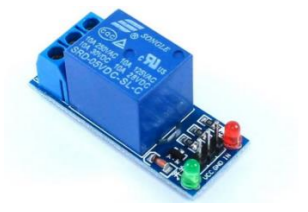 SONGLE
10A 250VAC 10A 125VAC
10A 30VDC 10A 28VDC
SRD-05VDC-SL-C
VCC GND IN